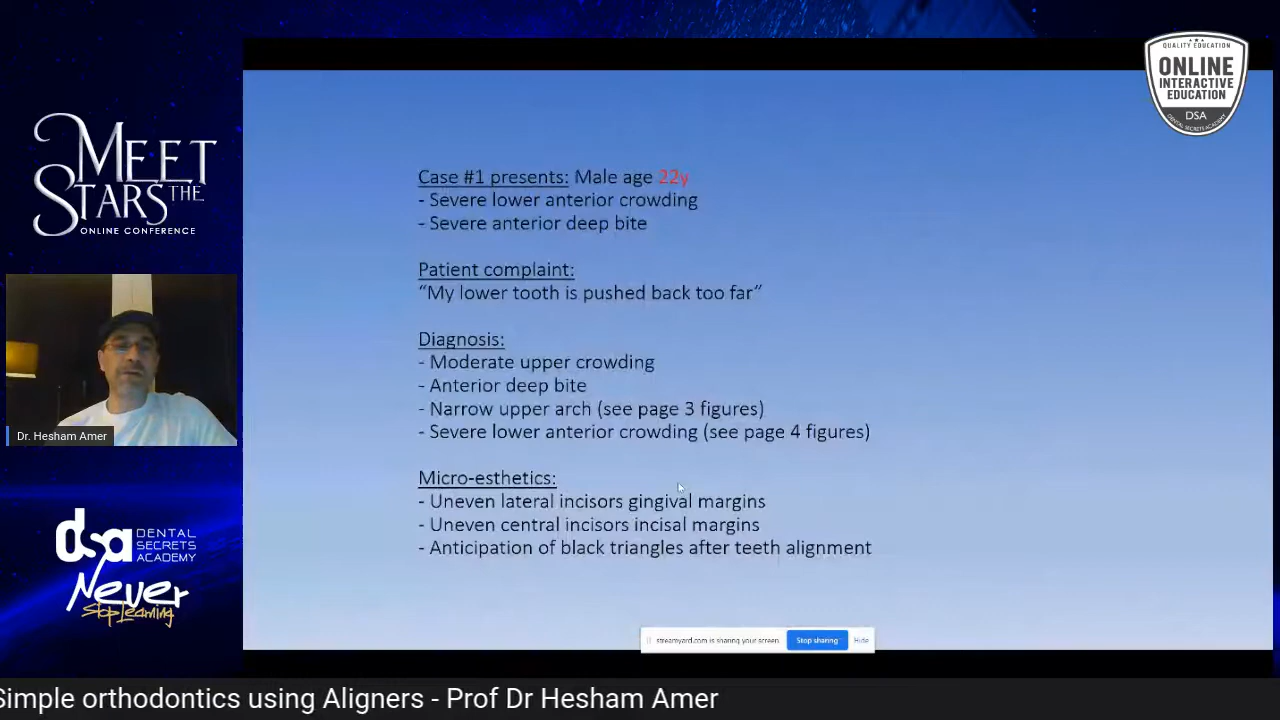 MEET
THE
STARS
ONLINE CONFERENCE
Dr. Hesham Amer
dsa DENTAL
SECRETS
ACADEMY
Never
Stop Learning
QUALITY EDUCATION
ONLINE
INTERACTIVE
EDUCATION
DSA
DENTAL SECRETS ACADEMY
Case #1 presents: Male age 22y
- Severe lower anterior crowding
- Severe anterior deep bite
Patient complaint:
“My lower tooth is pushed back too far”
Diagnosis:
- Moderate upper crowding
- Anterior deep bite
- Narrow upper arch (see page 3 figures)
- Severe lower anterior crowding (see page 4 figures)
Micro-esthetics:
- Uneven lateral incisors gingival margins
- Uneven central incisors incisal margins
- Anticipation of black triangles after teeth alignment
streamyard.com is sharing your screen. Stop sharing Hide
Simple orthodontics using Aligners - Prof Dr Hesham Amer